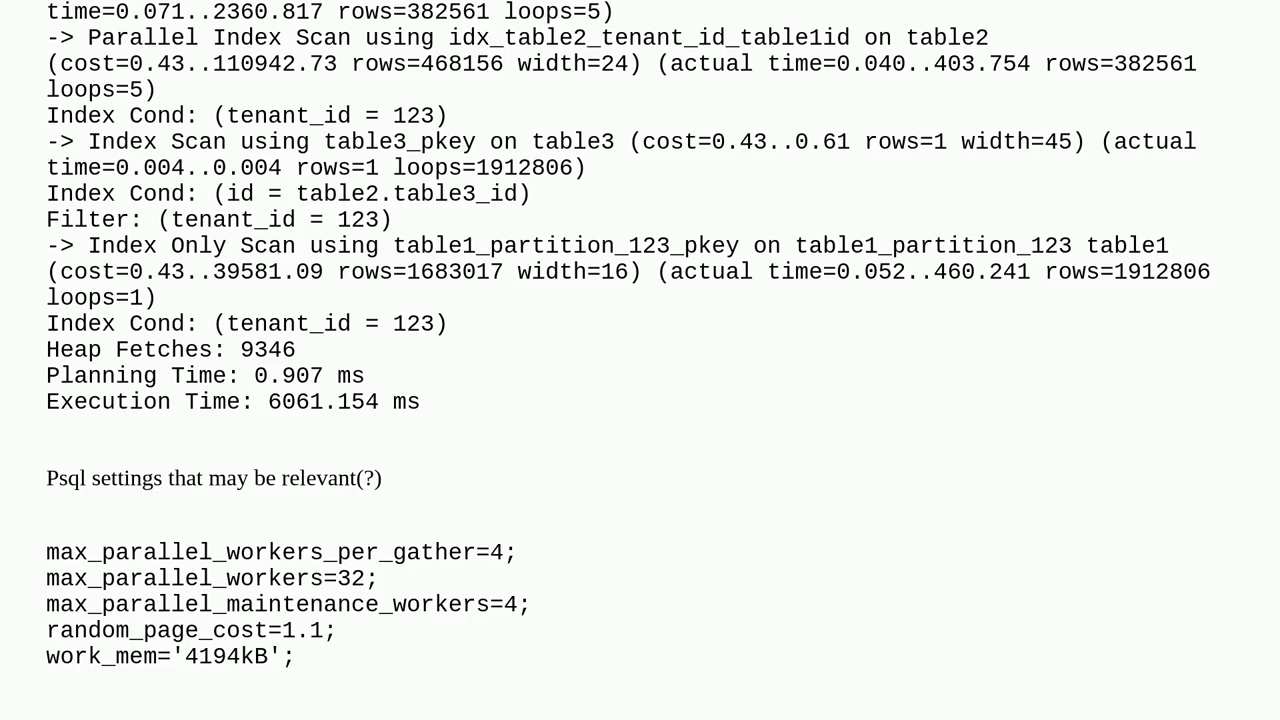 time=0.071..2360.817 rows=382561 loops=5)
-> Parallel Index Scan using idx_table2_tenant_id_table1id on table2
(cost=0.43..110942.73 rows=468156 width=24) (actual time=0.040..403.754 rows=382561
loops=5)
Index Cond: (tenant_id = 123)
-> Index Scan using table3_pkey on table3 (cost=0.43..0.61 rows=1 width=45) (actual
time=0.004..0.004 rows=1 loops=1912806)
Index Cond: (id = table2.table3_id)
Filter: (tenant_id = 123)
-> Index Only Scan using table1_partition_123_pkey on table1_partition_123 table1
(cost=0.43..39581.09 rows=1683017 width=16) (actual time=0.052..460.241 rows=1912806
loops=1)
Index Cond: (tenant_id = 123)
Heap Fetches: 9346
Planning Time: 0.907 ms
Execution Time: 6061.154 ms
Psql settings that may be relevant(?)
max_parallel_workers_per_gather=4;
max_parallel_workers=32;
max_parallel_maintenance_workers=4;
random_page_cost=1.1;
work_mem='4194kB';